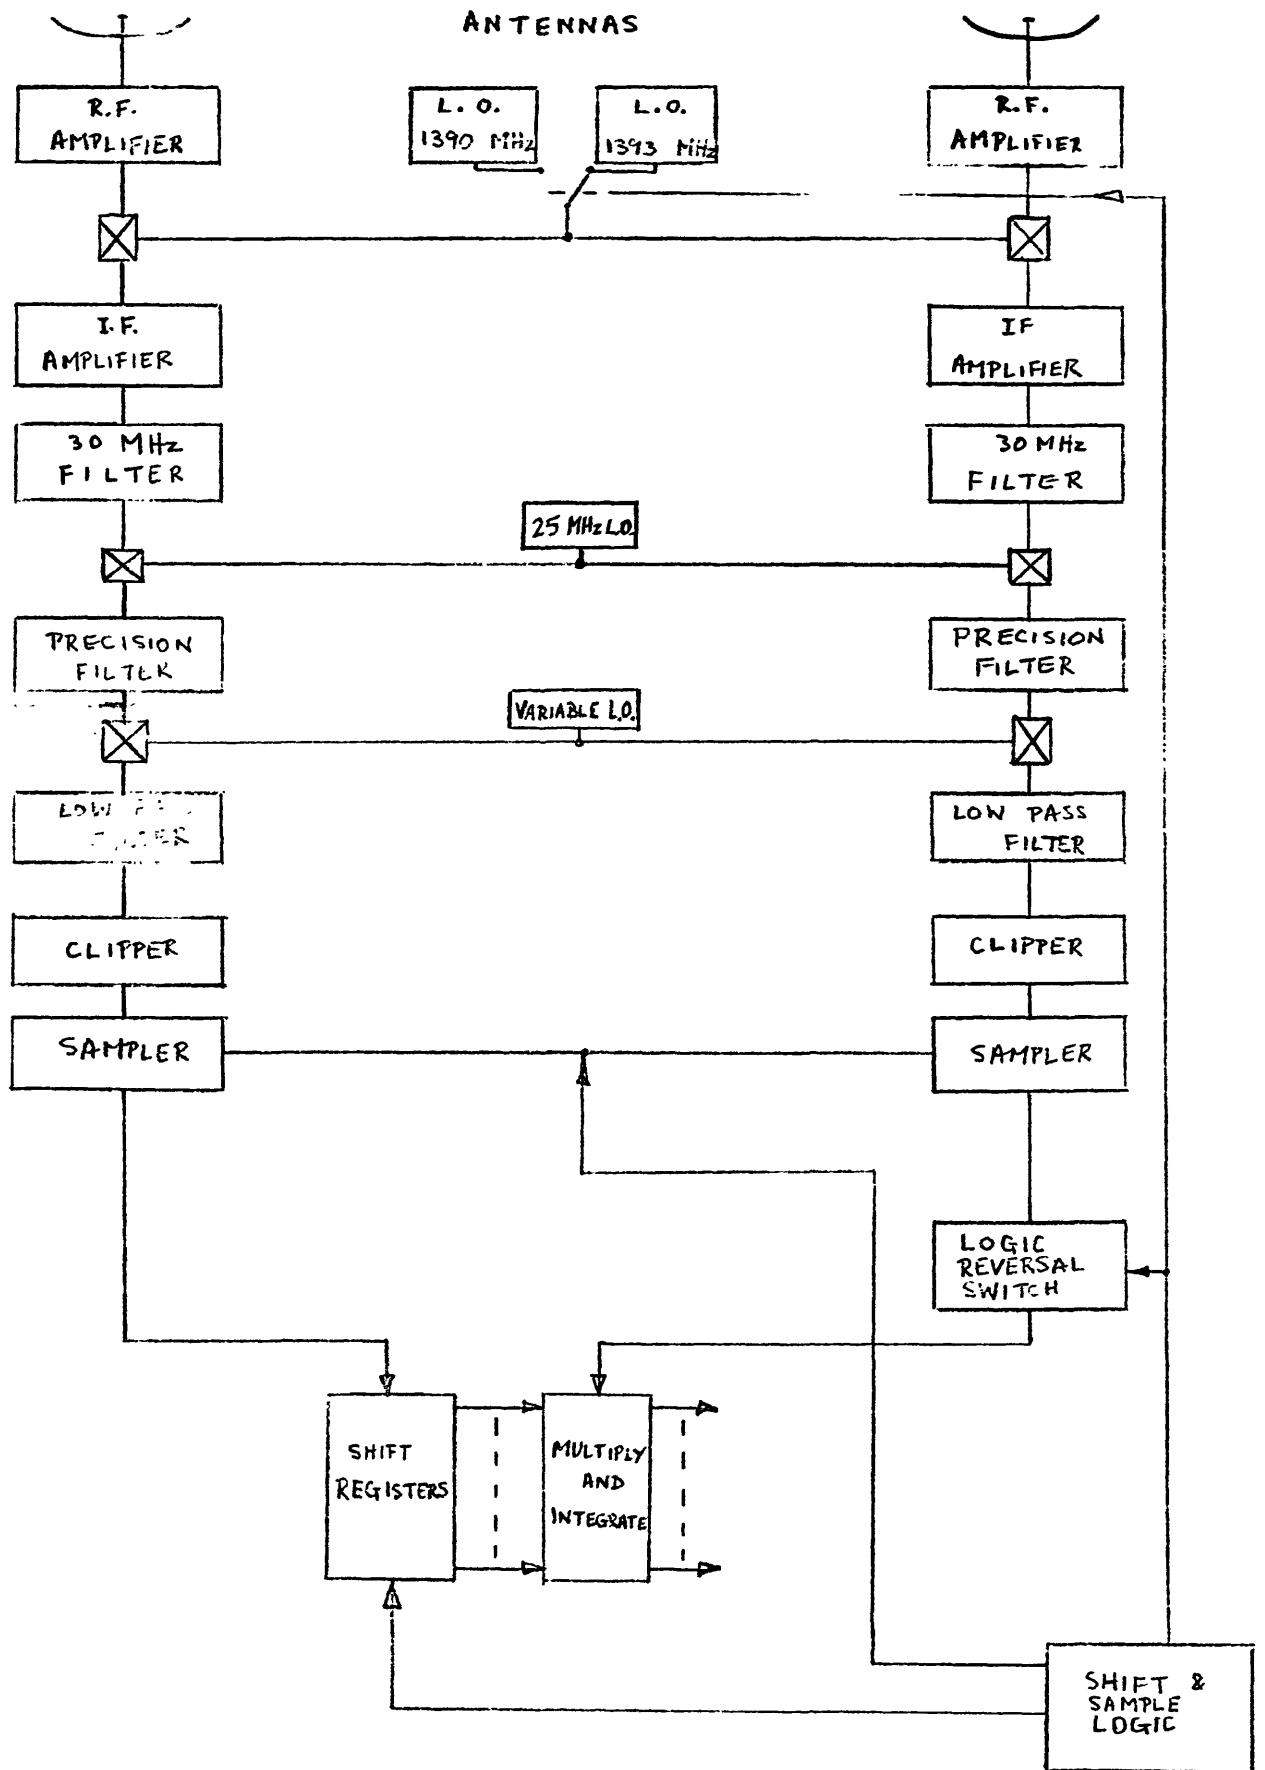 ANTENNAS
R.F.
AMPLIFIER
L. O.
1390 MHz
L. O.
1393 MHz
R.F.
AMPLIFIER
I.F.
AMPLIFIER
IF
AMPLIFIER
30 MHz
FILTER
30 MHz
FILTER
25 MHz L.O.
PRECISION
FILTER
PRECISION
FILTER
VARIABLE L.O.
LOW
LOW PASS
FILTER
CLIPPER
CLIPPER
SAMPLER
SAMPLER
LOGIC
REVERSAL
SWITCH
SHIFT
REGISTERS
MULTIPLY
AND
INTEGRATE
SHIFT &
SAMPLE
LOGIC